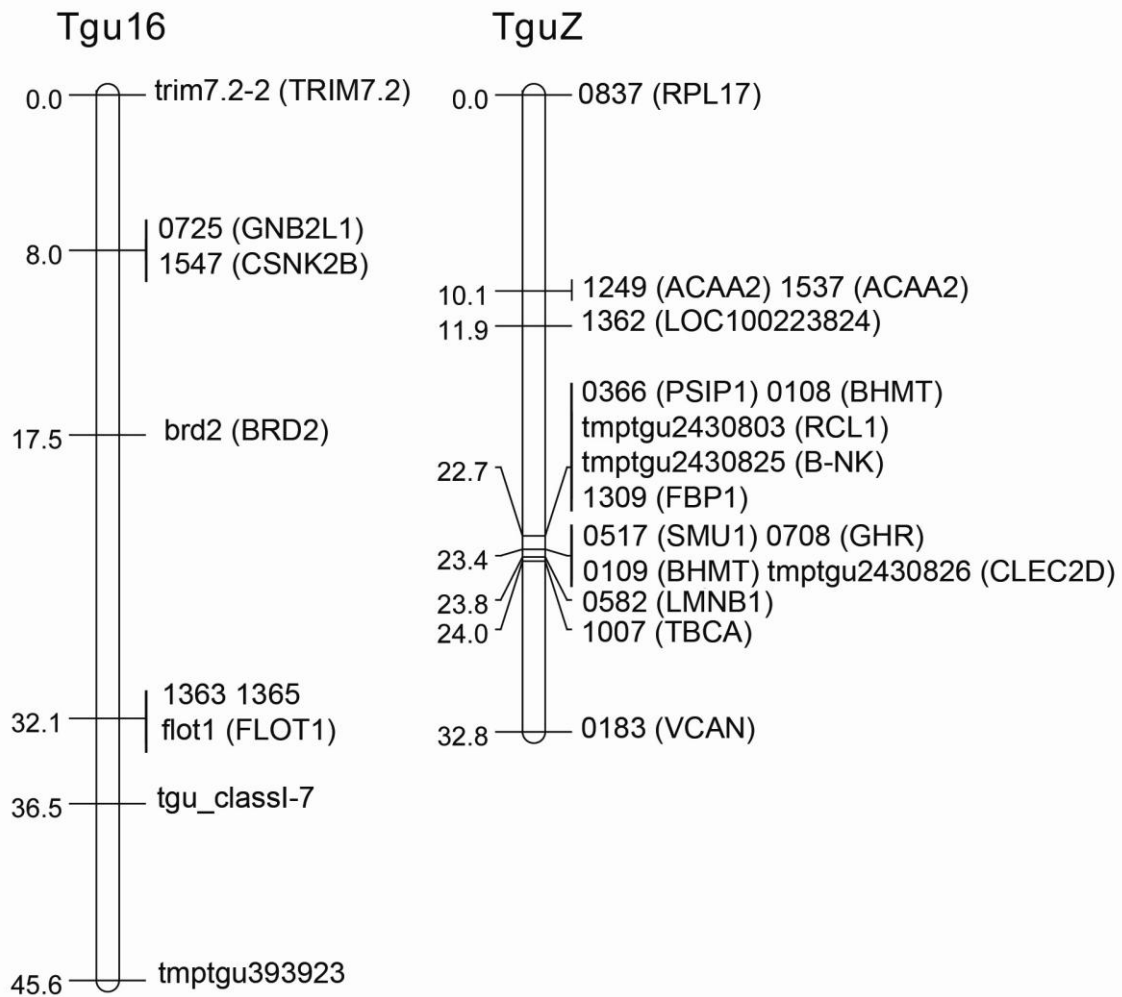 Tgu16
0.0 trim7.2-2 (TRIM7.2)
0725 (GNB2L1)
8.0 1547 (CSNK2B)
17.5 brd2 (BRD2)
1363 1365
32.1 flot1 (FLOT1)
36.5 tgu_classI-7
45.6 tmptgu393923
TguZ
0.0 0837 (RPL17)
10.1 1249 (ACAA2) 1537 (ACAA2)
11.9 1362 (LOC100223824)
0366 (PSIP1) 0108 (BHMT)
tmptgu2430803 (RCL1)
22.7 tmptgu2430825 (B-NK)
1309 (FBP1)
0517 (SMU1) 0708 (GHR)
23.4 0109 (BHMT) tmptgu2430826 (CLEC2D)
23.8 0582 (LMNB1)
24.0 1007 (TBCA)
32.8 0183 (VCAN)